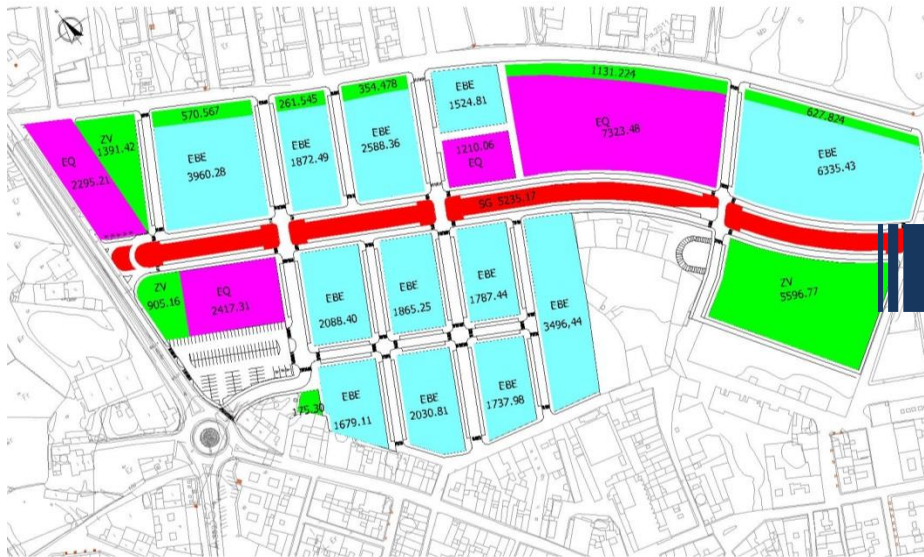 1131.224
354.478
261.545
570.567
627.824
EBE
1524.81
ZV
1391.42
EQ
7323.48
EBE
3960.28
EBE
1872.49
EBE
2588.36
1210.06
EQ
EBE
6335.43
EQ
2295.21
SG 5235.17
ZV
905.16
EQ
2417.31
EBE
2088.40
EBE
1865.25
EBE
1787.44
EBE
3496,44
ZV
5596.77
175.30
EBE
1679.11
EBE
2030.81
EBE
1737.98